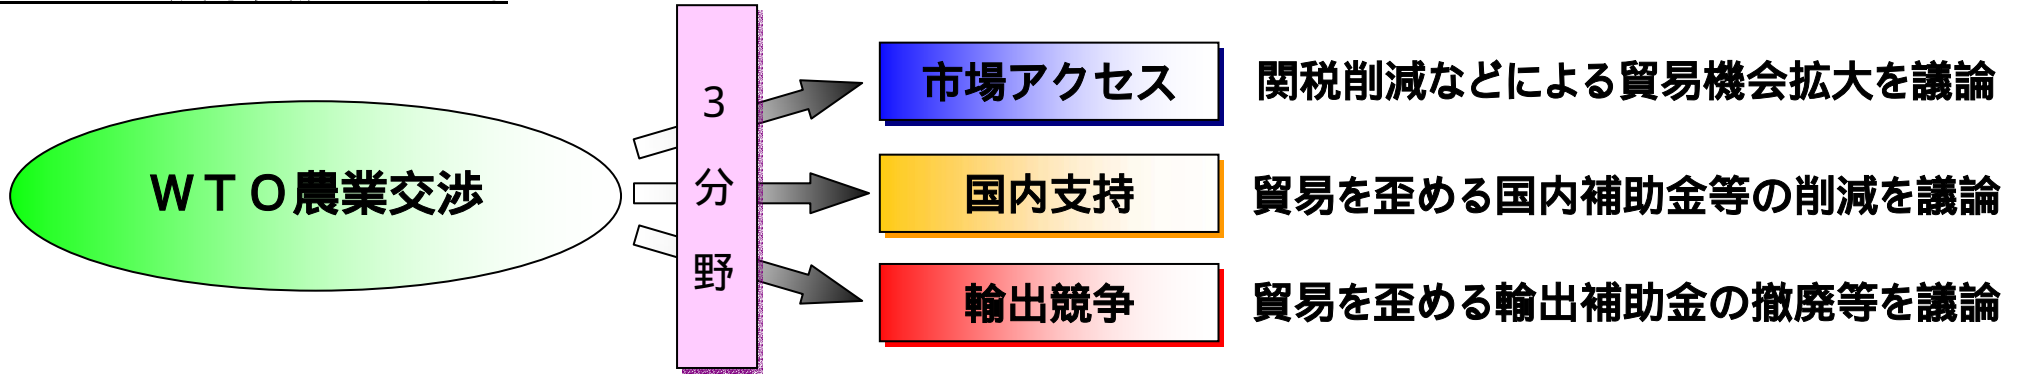 ＷＴＯ農業交渉
３分野
市場アクセス
関税削減などによる貿易機会拡大を議論
国内支持
貿易を歪める国内補助金等の削減を議論
輸出競争
貿易を歪める輸出補助金の撤廃等を議論